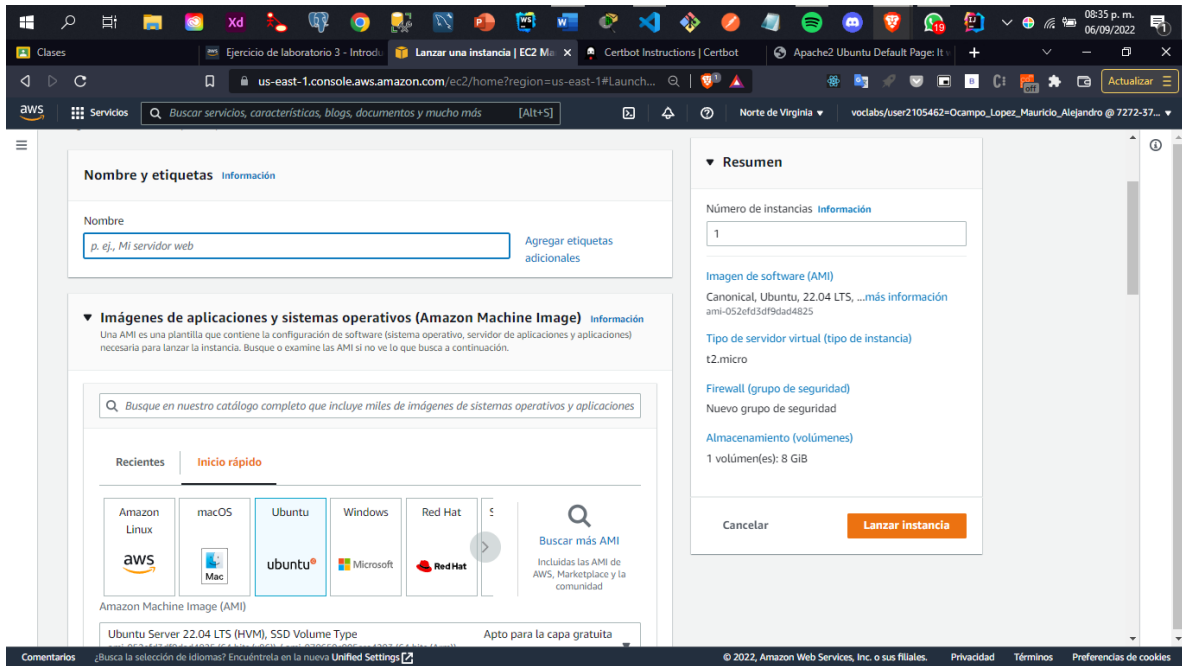 Xd
WS
19
08:35 p. m.
06/09/2022
1
Clases
Ejercicio de laboratorio 3 - Introdu
Lanzar una instancia | EC2 Ma
Certbot Instructions | Certbot
Apache2 Ubuntu Default Page: It
us-east-1.console.aws.amazon.com/ec2/home?region=us-east-1#Launch...
off
Actualizar
aws
Servicios
Buscar servicios, características, blogs, documentos y mucho más
[Alt+S]
Norte de Virginia
voclabs/user2105462=Ocampo_Lopez_Mauricio_Alejandro @ 7272-37...
Nombre y etiquetas Información
Nombre
p. ej., Mi servidor web
Agregar etiquetas
adicionales
Imágenes de aplicaciones y sistemas operativos (Amazon Machine Image) Información
Una AMI es una plantilla que contiene la configuración de software (sistema operativo, servidor de aplicaciones y aplicaciones)
necesaria para lanzar la instancia. Busque o examine las AMI si no ve lo que busca a continuación.
Busque en nuestro catálogo completo que incluye miles de imágenes de sistemas operativos y aplicaciones
Recientes
Inicio rápido
Amazon
Linux
aws
macOS
Mac
Ubuntu
ubuntu
Windows
Microsoft
Red Hat
Red Hat
Buscar más AMI
Incluidas las AMI de
AWS, Marketplace y la
comunidad
Amazon Machine Image (AMI)
Ubuntu Server 22.04 LTS (HVM), SSD Volume Type
Apto para la capa gratuita
Resumen
Número de instancias Información
1
Imagen de software (AMI)
Canonical, Ubuntu, 22.04 LTS, ...más información
ami-052efd3df9dad4825
Tipo de servidor virtual (tipo de instancia)
t2.micro
Firewall (grupo de seguridad)
Nuevo grupo de seguridad
Almacenamiento (volúmenes)
1 volúmen(es): 8 GiB
Cancelar
Lanzar instancia
Comentarios
¿Busca la selección de idiomas? Encuéntrela en la nueva Unified Settings
© 2022, Amazon Web Services, Inc. o sus filiales.
Privacidad
Términos
Preferencias de cookies